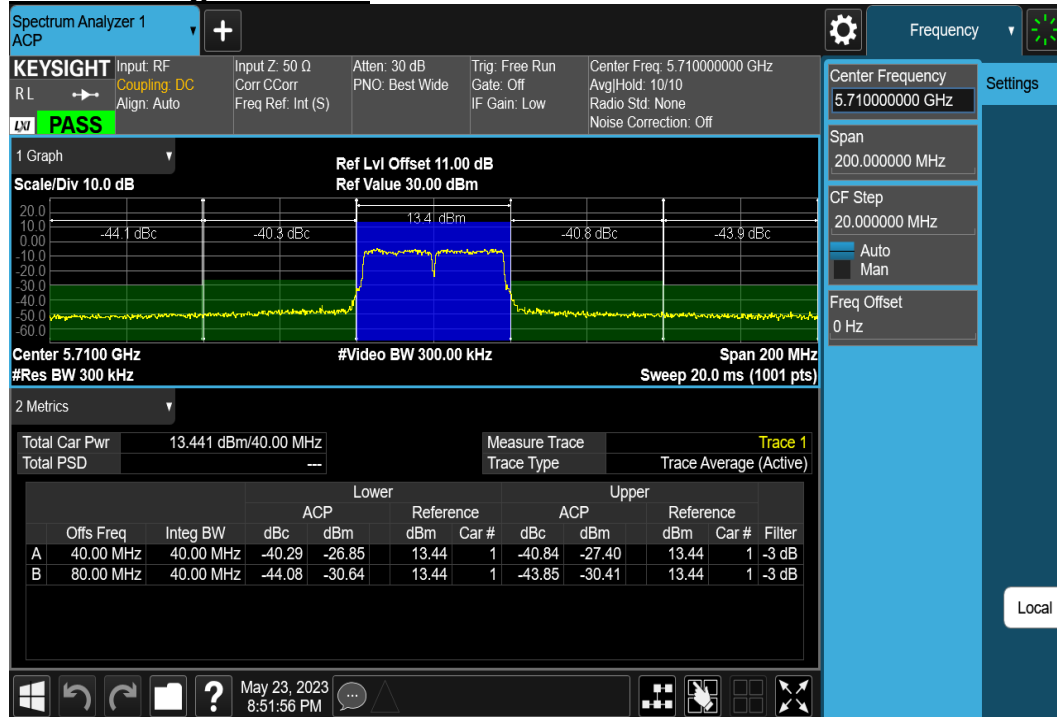 Spectrum Analyzer 1
ACP
+
Frequency
KEYSIGHT
RL
LXI
PASS
Input: RF
Coupling: DC
Align: Auto
Input Z: 50 Ω
Corr CCorr
Freq Ref: Int (S)
Atten: 30 dB
PNO: Best Wide
Trig: Free Run
Gate: Off
IF Gain: Low
Center Freq: 5.710000000 GHz
Avg|Hold: 10/10
Radio Std: None
Noise Correction: Off
Center Frequency
5.710000000 GHz
Settings
Span
200.000000 MHz
CF Step
20.000000 MHz
Auto
Man
Freq Offset
0 Hz
Local
1 Graph
Scale/Div 10.0 dB
Ref Lvl Offset 11.00 dB
Ref Value 30.00 dBm
20.0
10.0
0.00
-10.0
-20.0
-30.0
-40.0
-50.0
-60.0
-44.1 dBc
-40.3 dBc
13.4 dBm
-40.8 dBc
-43.9 dBc
Center 5.7100 GHz
#Video BW 300.00 kHz
Span 200 MHz
#Res BW 300 kHz
Sweep 20.0 ms (1001 pts)
2 Metrics
Total Car Pwr 13.441 dBm/40.00 MHz
Total PSD ---
Measure Trace Trace 1
Trace Type Trace Average (Active)
Lower Upper
ACP Reference ACP Reference
Offs Freq Integ BW dBc dBm dBm Car # dBc dBm dBm Car # Filter
A 40.00 MHz 40.00 MHz -40.29 -26.85 13.44 1 -40.84 -27.40 13.44 1 -3 dB
B 80.00 MHz 40.00 MHz -44.08 -30.64 13.44 1 -43.85 -30.41 13.44 1 -3 dB
?
May 23, 2023
8:51:56 PM